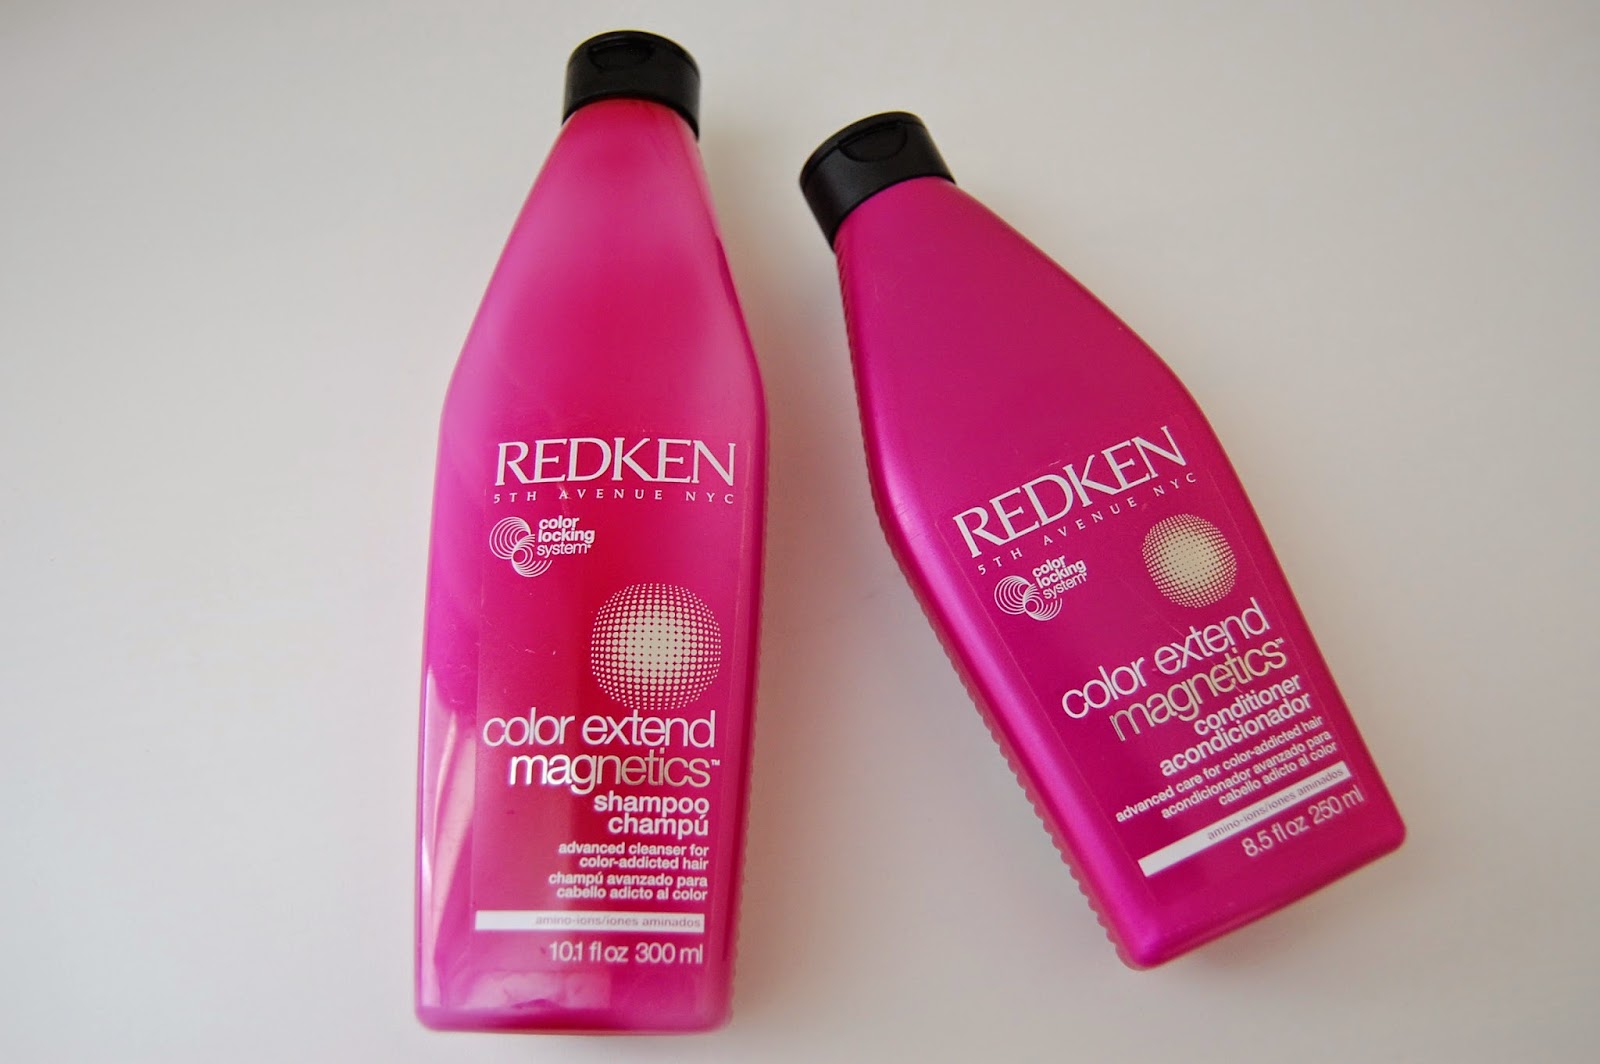 REDKEN
5TH AVENUE NYC
color
locking
system*
color extend
magnetics™
shampoo
champú
advanced cleanser for
color-addicted hair
champú avanzado para
cabello adicto al color
amino-ions/iones aminados
10.1 fl oz 300 ml
REDKEN
5TH AVENUE NYC
color
locking
system*
color extend
magnetics™
conditioner
acondicionador
advanced care for color-addicted hair
acondicionador avanzado para
cabello adicto al color
amino-ions/iones aminados
8.5 fl oz 250 ml